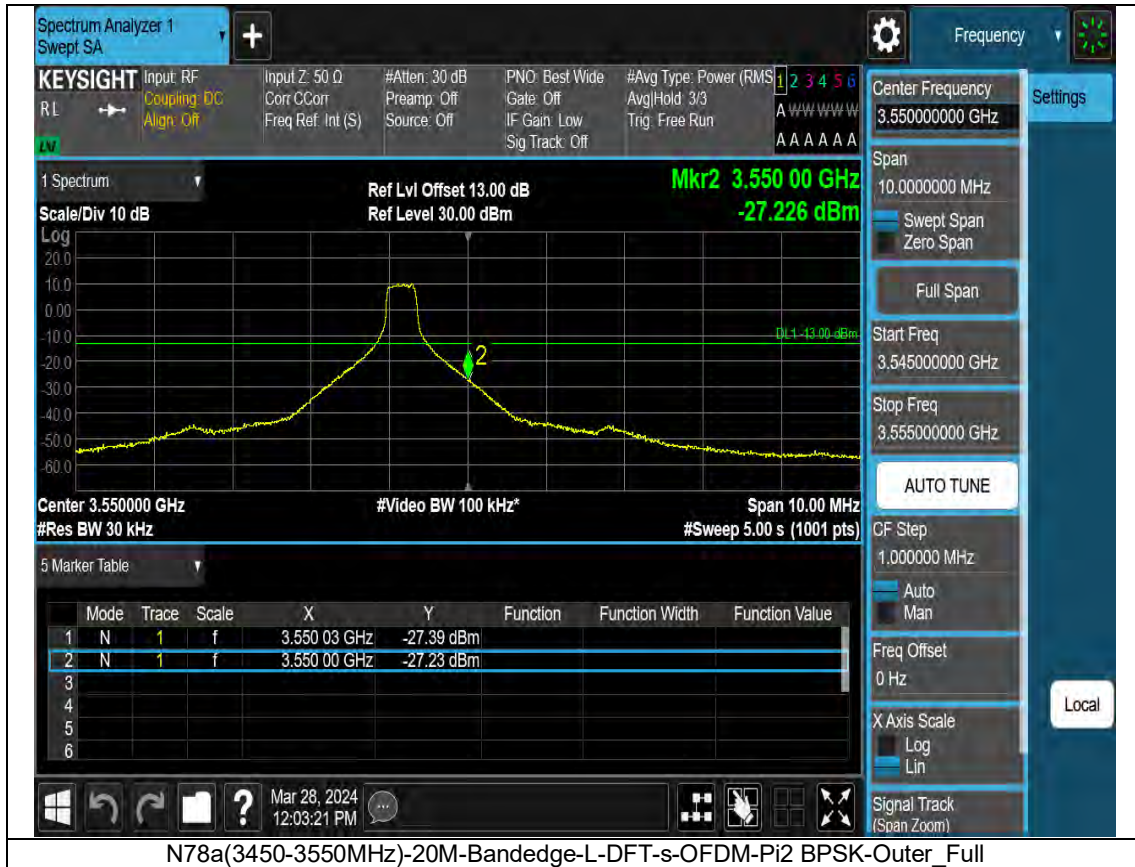 Spectrum Analyzer 1
Swept SA
+
Frequency
KEYSIGHT
RL
Input: RF
Coupling: DC
Align: Off
Input Z: 50 Ω
Corr CCorr
Freq Ref: Int (S)
#Atten: 30 dB
Preamp: Off
Source: Off
PNO: Best Wide
Gate: Off
IF Gain: Low
Sig Track: Off
#Avg Type: Power (RMS
Avg|Hold: 3/3
Trig: Free Run
1 2 3 4 5 6
A W W W W W
A A A A A A
Center Frequency
3.550000000 GHz
Settings
Span
10.0000000 MHz
Swept Span
Zero Span
Full Span
Start Freq
3.545000000 GHz
Stop Freq
3.555000000 GHz
AUTO TUNE
CF Step
1.000000 MHz
Auto
Man
Freq Offset
0 Hz
X Axis Scale
Log
Lin
Signal Track
(Span Zoom)
Local
1 Spectrum
Scale/Div 10 dB
Ref Lvl Offset 13.00 dB
Ref Level 30.00 dBm
Mkr2 3.550 00 GHz
-27.226 dBm
Log
20.0
10.0
0.00
-10.0
-20.0
-30.0
-40.0
-50.0
-60.0
DL1 -13.00 dBm
2
Center 3.550000 GHz
#Video BW 100 kHz*
Span 10.00 MHz
#Res BW 30 kHz
#Sweep 5.00 s (1001 pts)
5 Marker Table
Mode Trace Scale X Y Function Function Width Function Value
1 N 1 f 3.550 03 GHz -27.39 dBm
2 N 1 f 3.550 00 GHz -27.23 dBm
3
4
5
6
?
Mar 28, 2024
12:03:21 PM
N78a(3450-3550MHz)-20M-Bandedge-L-DFT-s-OFDM-Pi2 BPSK-Outer_Full